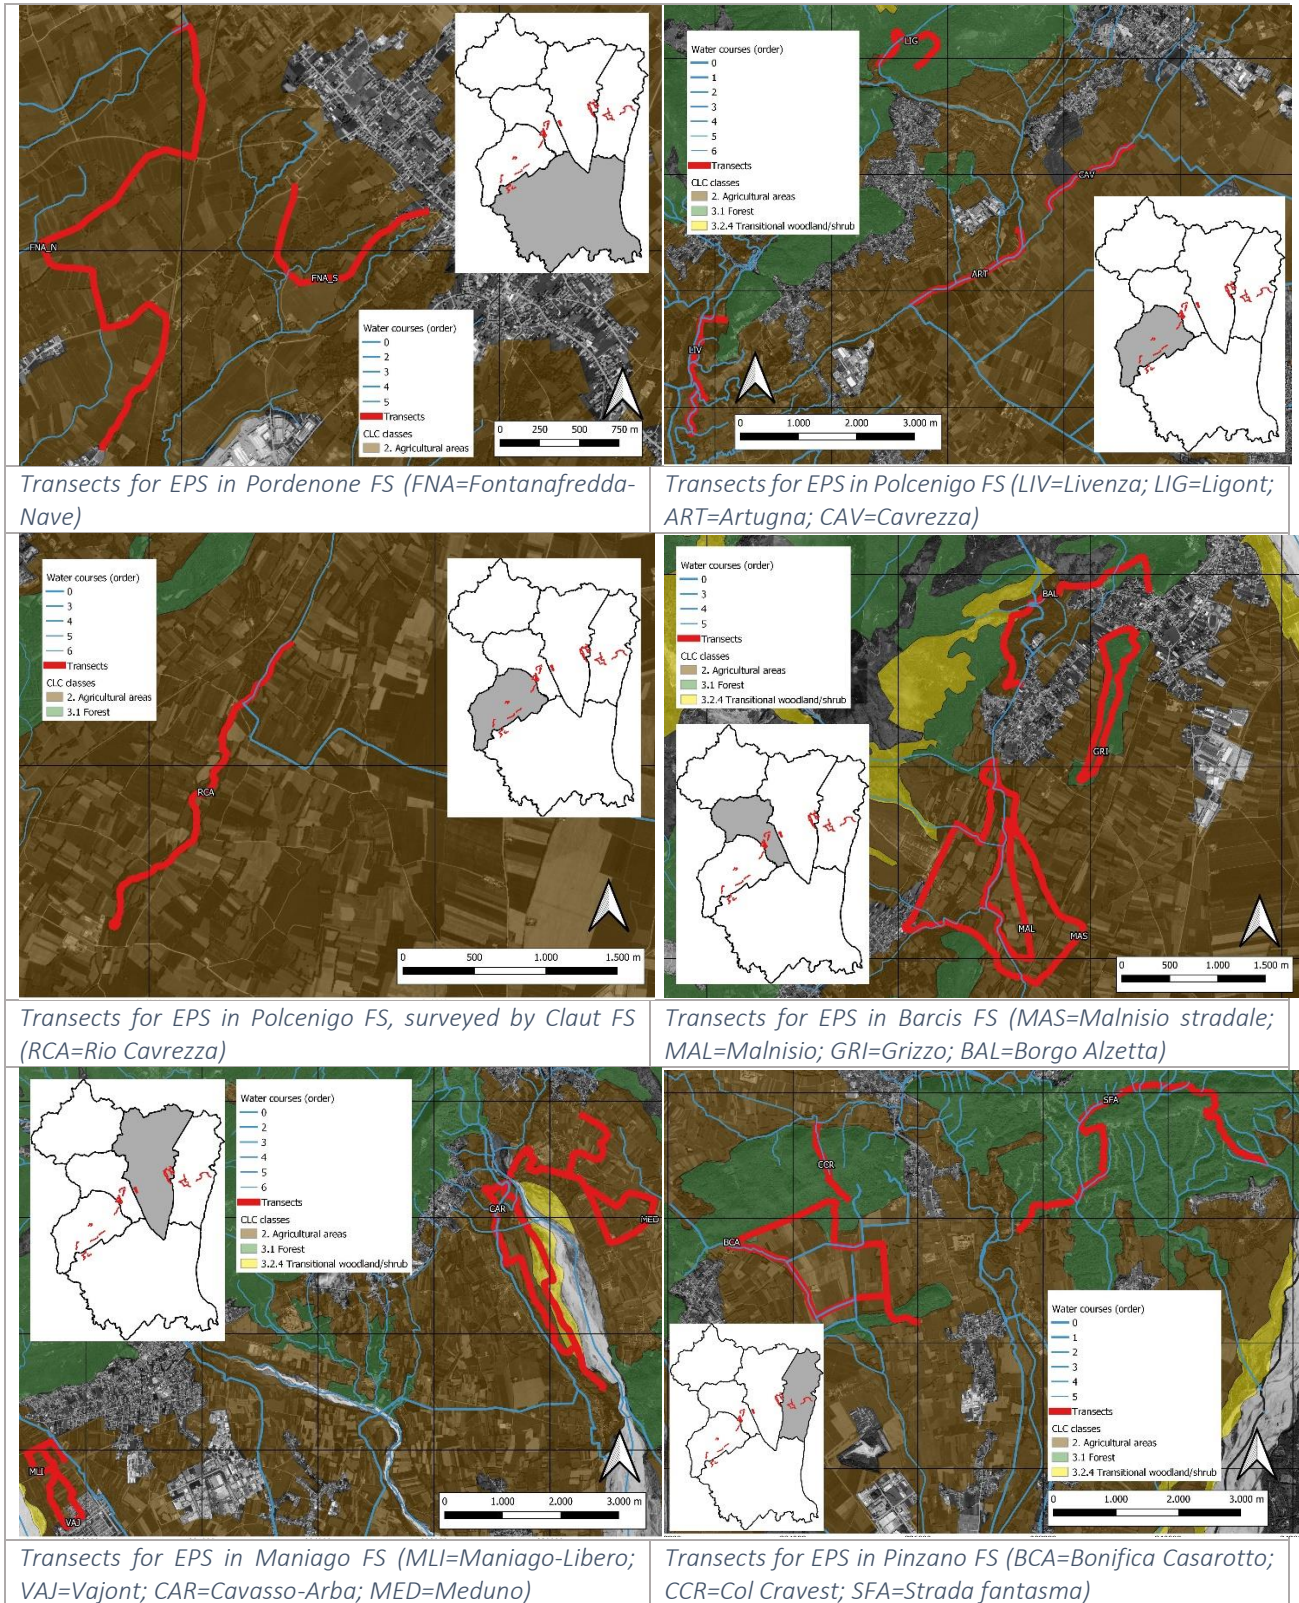 FNA_N
FNA_S
Water courses (order)
0
2
3
4
5
Transects
CLC classes
2. Agricultural areas
0 250 500 750 m
Water courses (order)
0
1
2
3
4
5
6
Transects
CLC classes
2. Agricultural areas
3.1 Forest
3.2.4 Transitional woodland/shrub
LIG
CAV
ART
LIV
0 1.000 2.000 3.000 m
Transects for EPS in Pordenone FS (FNA=Fontanafredda-
Nave)
Transects for EPS in Polcenigo FS (LIV=Livenza; LIG=Ligont;
ART=Artugna; CAV=Cavrezza)
Water courses (order)
0
3
4
5
6
Transects
CLC classes
2. Agricultural areas
3.1 Forest
RCA
0 500 1.000 1.500 m
Water courses (order)
0
3
4
5
Transects
CLC classes
2. Agricultural areas
3.1 Forest
3.2.4 Transitional woodland/shrub
BAL
GRI
MAL
MAS
0 500 1.000 1.500 m
Transects for EPS in Polcenigo FS, surveyed by Claut FS
(RCA=Rio Cavrezza)
Transects for EPS in Barcis FS (MAS=Malnisio stradale;
MAL=Malnisio; GRI=Grizzo; BAL=Borgo Alzetta)
Water courses (order)
0
2
3
4
5
6
Transects
CLC classes
2. Agricultural areas
3.1 Forest
3.2.4 Transitional woodland/shrub
CAR
MED
MLI
VAJ
0 1.000 2.000 3.000 m
SFA
CCR
BCA
Water courses (order)
0
1
2
3
4
5
Transects
CLC classes
2. Agricultural areas
3.1 Forest
3.2.4 Transitional woodland/shrub
0 1.000 2.000 3.000 m
Transects for EPS in Maniago FS (MLI=Maniago-Libero;
VAJ=Vajont; CAR=Cavasso-Arba; MED=Meduno)
Transects for EPS in Pinzano FS (BCA=Bonifica Casarotto;
CCR=Col Cravest; SFA=Strada fantasma)